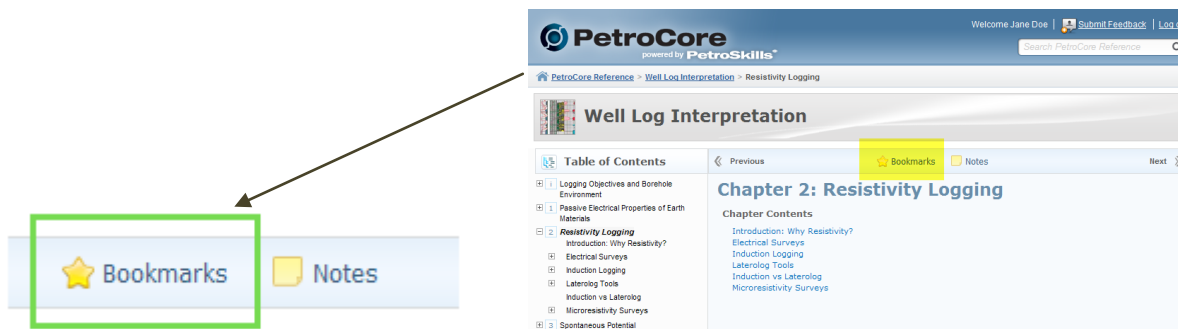 Bookmarks Notes
PetroCore
powered by PetroSkills
Welcome Jane Doe | Submit Feedback | Log
Search PetroCore Reference
PetroCore Reference > Well Log Interpretation > Resistivity Logging
Well Log Interpretation
Table of Contents
i Logging Objectives and Borehole
Environment
1 Passive Electrical Properties of Earth
Materials
2 Resistivity Logging
Introduction: Why Resistivity?
Electrical Surveys
Induction Logging
Laterolog Tools
Induction vs Laterolog
Microresistivity Surveys
3 Spontaneous Potential
Previous Bookmarks Notes Next
Chapter 2: Resistivity Logging
Chapter Contents
Introduction: Why Resistivity?
Electrical Surveys
Induction Logging
Laterolog Tools
Induction vs Laterolog
Microresistivity Surveys